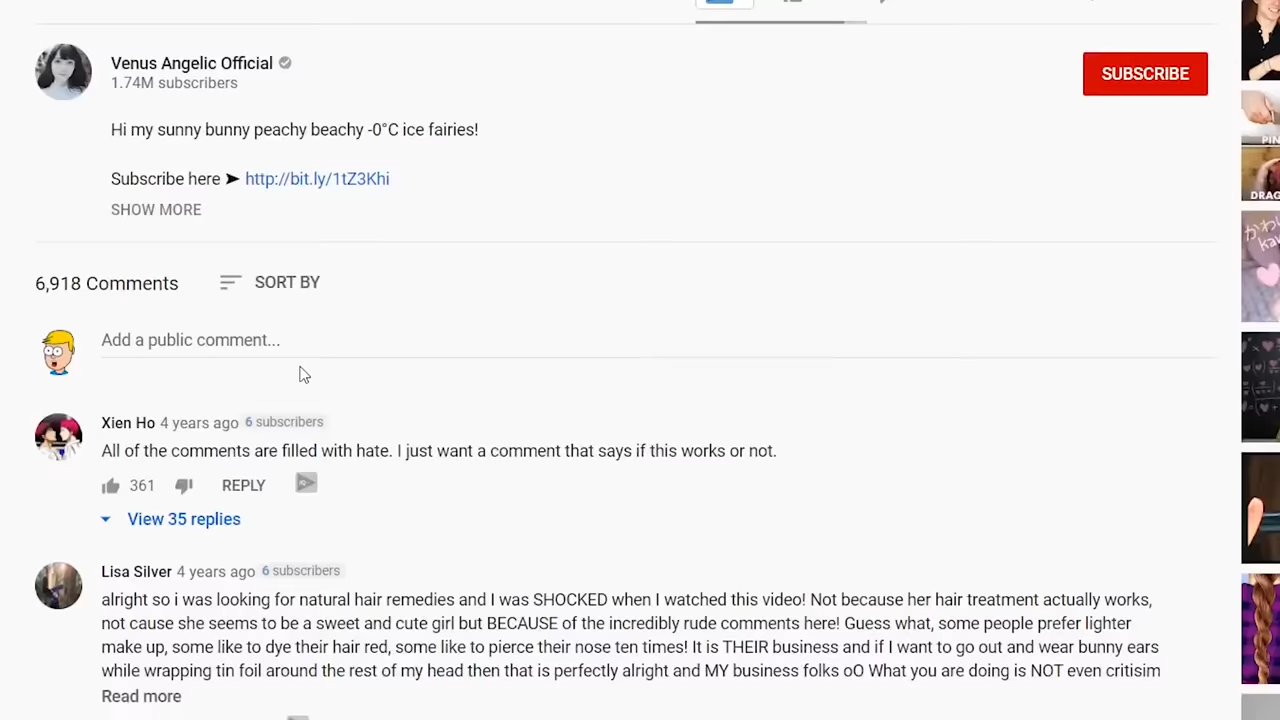 Venus Angelic Official
1.74M subscribers
SUBSCRIBE
Hi my sunny bunny peachy beachy -0°C ice fairies!
Subscribe here ➤ http://bit.ly/1tZ3Khi
SHOW MORE
6,918 Comments
SORT BY
Add a public comment...
Xien Ho 4 years ago 6 subscribers
All of the comments are filled with hate. I just want a comment that says if this works or not.
361
REPLY
View 35 replies
Lisa Silver 4 years ago 6 subscribers
alright so i was looking for natural hair remedies and I was SHOCKED when I watched this video! Not because her hair treatment actually works,
not cause she seems to be a sweet and cute girl but BECAUSE of the incredibly rude comments here! Guess what, some people prefer lighter
make up, some like to dye their hair red, some like to pierce their nose ten times! It is THEIR business and if I want to go out and wear bunny ears
while wrapping tin foil around the rest of my head then that is perfectly alright and MY business folks oO What you are doing is NOT even critisim
Read more
PIN
DRAG
かわい